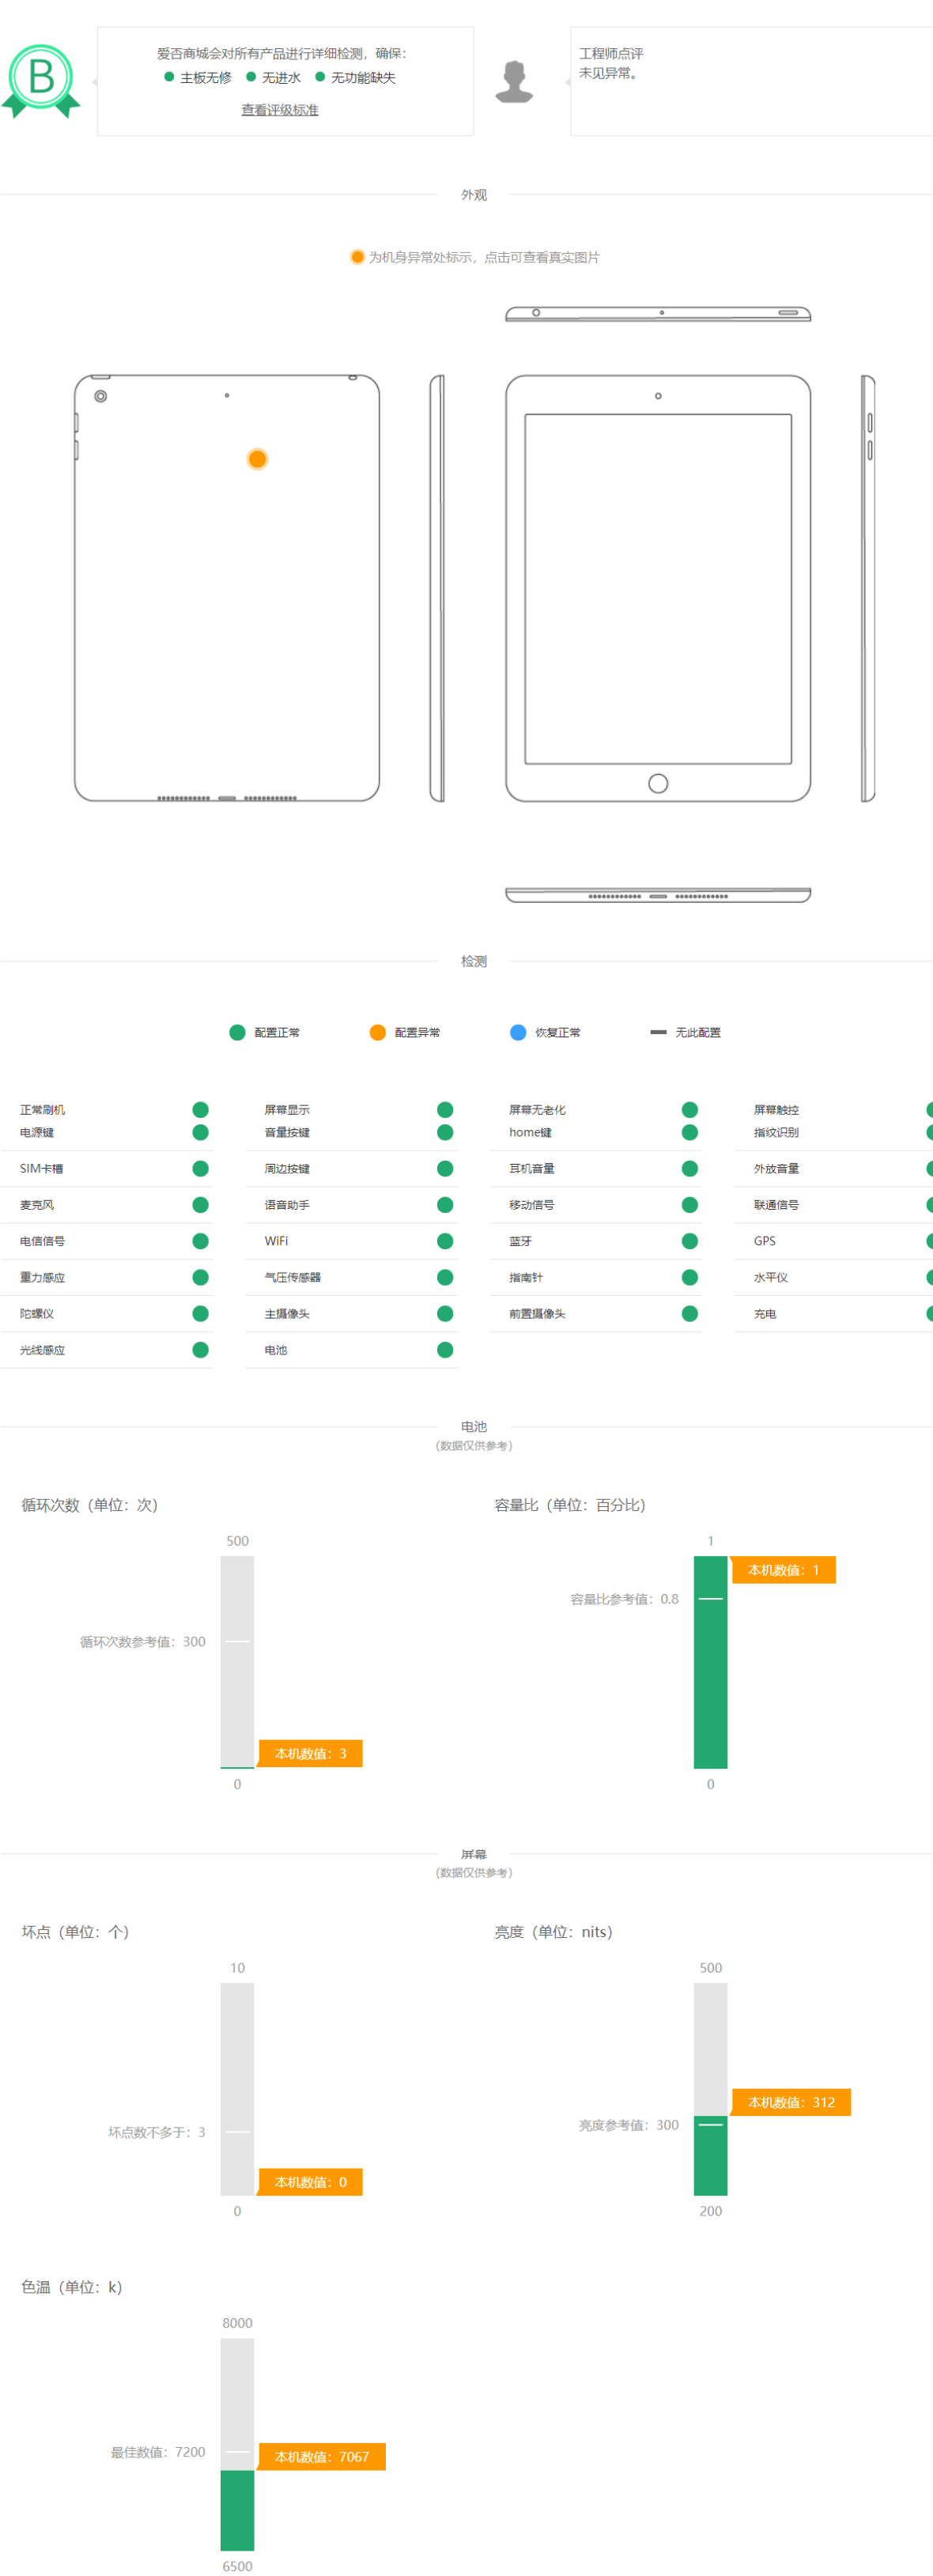 B
爱否商城会对所有产品进行详细检测，确保：
主板无修 无进水 无功能缺失
查看评级标准
工程师点评
未见异常。
外观
为机身异常处标示，点击可查看真实图片
检测
配置正常 配置异常 恢复正常 无此配置
正常刷机 屏幕显示 屏幕无老化 屏幕触控
电源键 音量按键 home键 指纹识别
SIM卡槽 周边按键 耳机音量 外放音量
麦克风 语音助手 移动信号 联通信号
电信信号 WiFi 蓝牙 GPS
重力感应 气压传感器 指南针 水平仪
陀螺仪 主摄像头 前置摄像头 充电
光线感应 电池
电池
（数据仅供参考）
循环次数（单位：次） 容量比（单位：百分比）
500 1
本机数值：1
容量比参考值：0.8
循环次数参考值：300
本机数值：3
0 0
屏幕
（数据仅供参考）
坏点（单位：个） 亮度（单位：nits）
10 500
本机数值：312
坏点数不多于：3 亮度参考值：300
本机数值：0
0 200
色温（单位：k）
8000
最佳数值：7200 本机数值：7067
6500